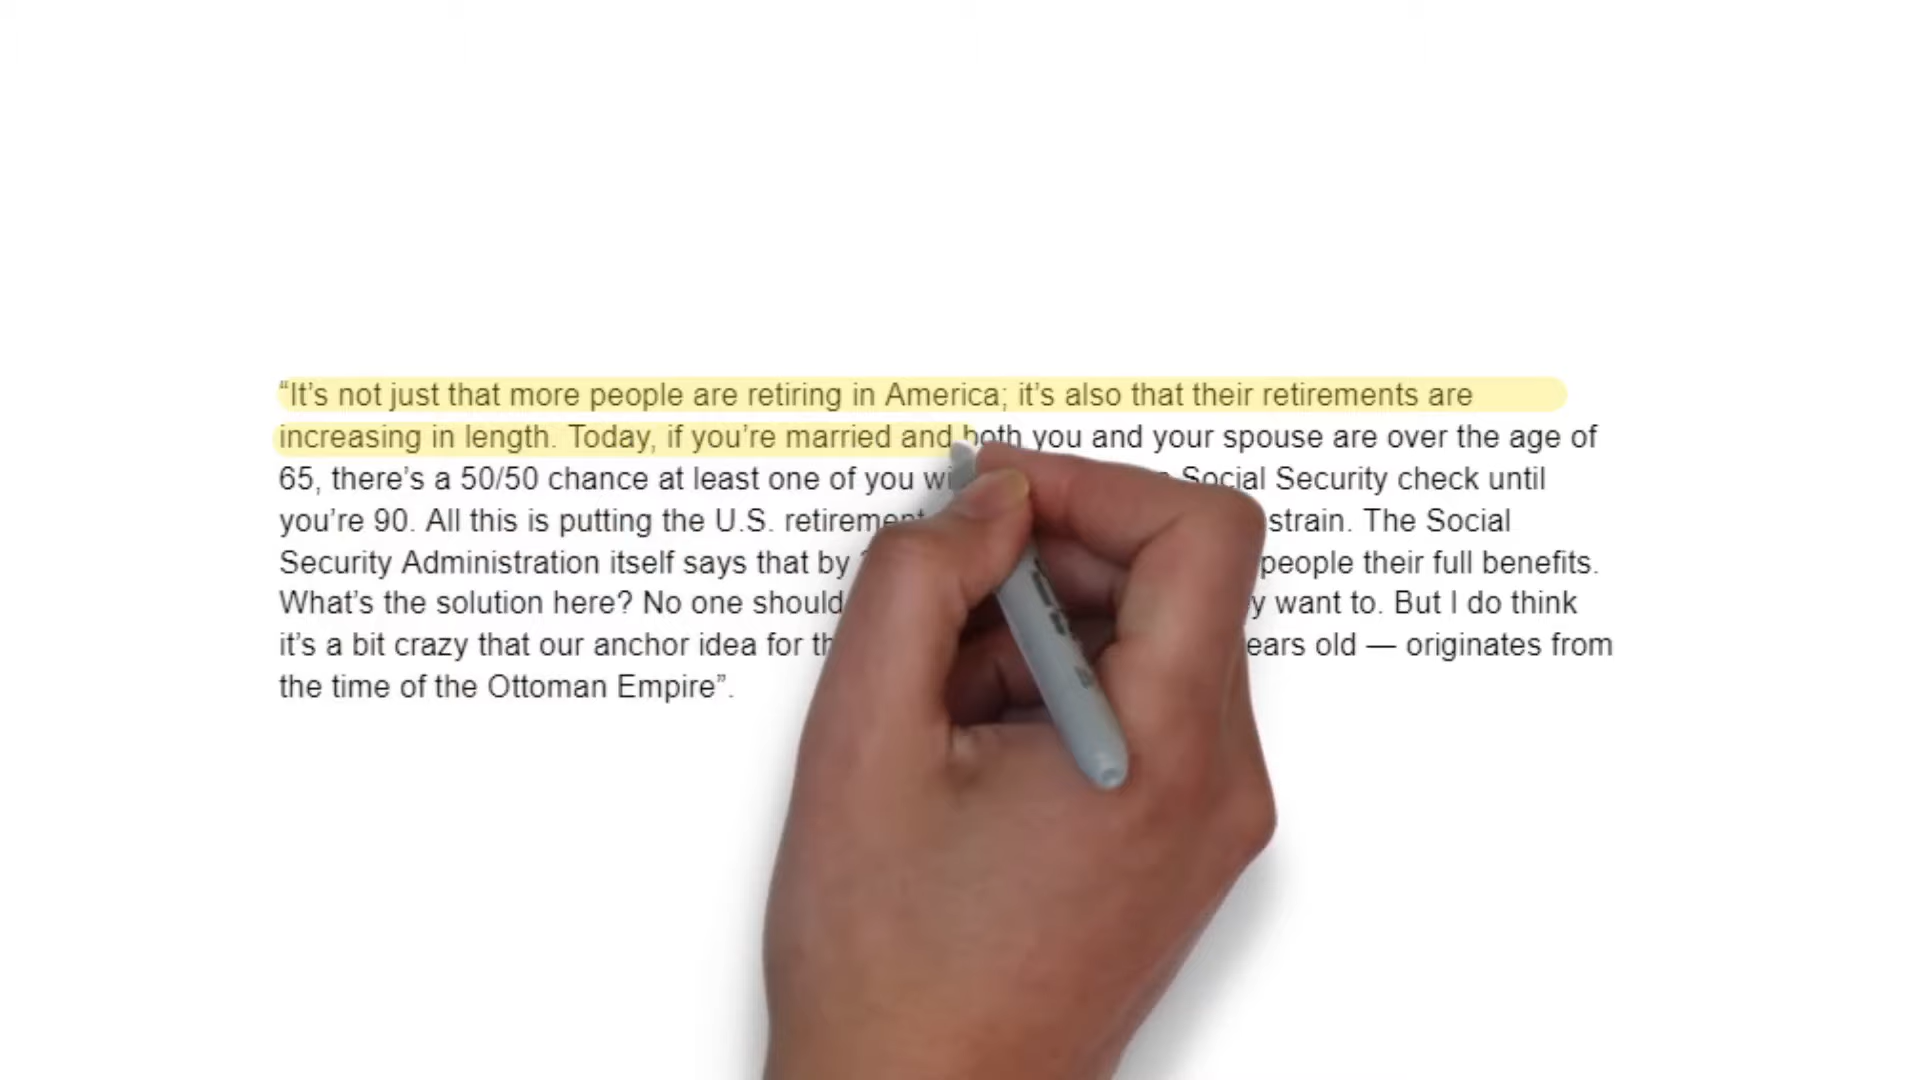 “It’s not just that more people are retiring in America; it’s also that their retirements are
increasing in length. Today, if you’re married and both you and your spouse are over the age of
65, there’s a 50/50 chance at least one of you Social Security check until
you’re 90. All this is putting the U.S. retirement strain. The Social
Security Administration itself says that by people their full benefits.
What’s the solution here? No one should want to. But I do think
it’s a bit crazy that our anchor idea for old — originates from
the time of the Ottoman Empire”.